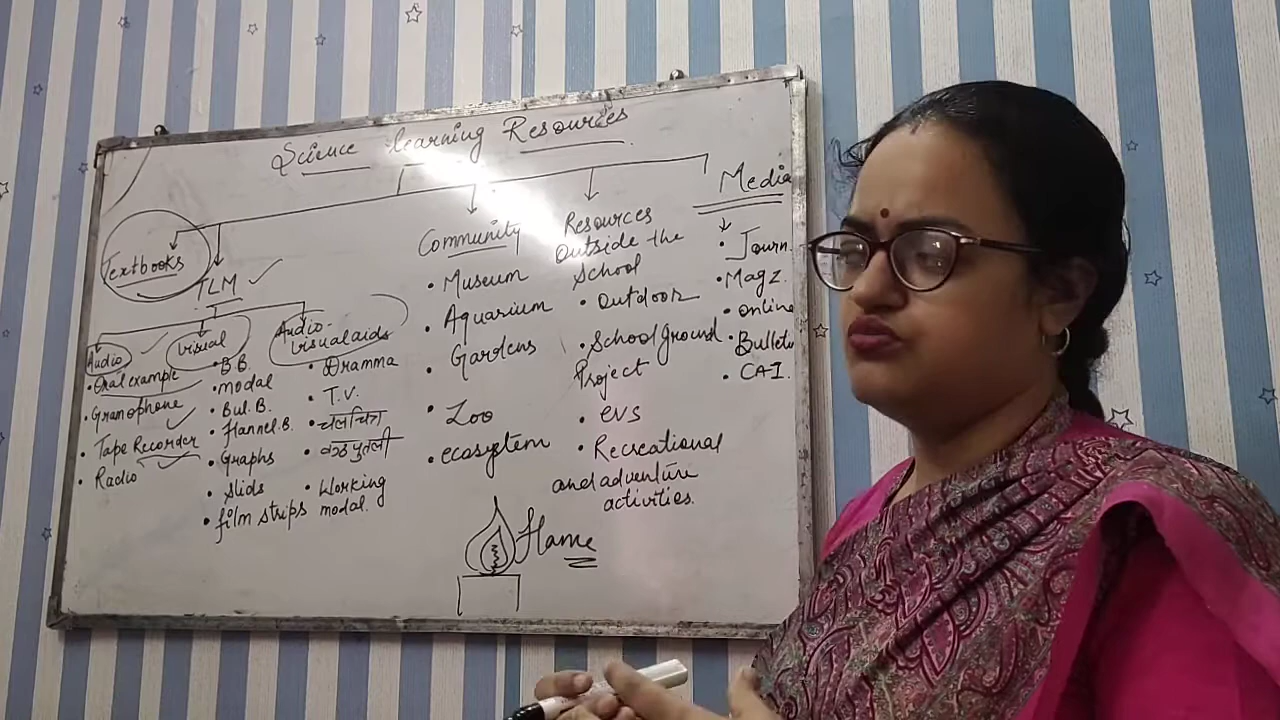 Science learning Resources
Textbooks
TLM
Audio
Oral example
Gramophone
Tape Recorder
Radio
visual
B.B.
modal
Bul.B.
flannel.B.
Graphs
Slids
film strips
Audio-
visual aids
Dramma
T.V.
चलचित्र
कठपुतली
Working
modal.
Community
Museum
Aquarium
Gardens
Zoo
ecosystem
flame
Resources
Outside the
School
Outdoor
School ground
Project
EVS
Recreational
and adventure
activities.
Media
Journ.
Magz.
online
Bulletu
CAI.